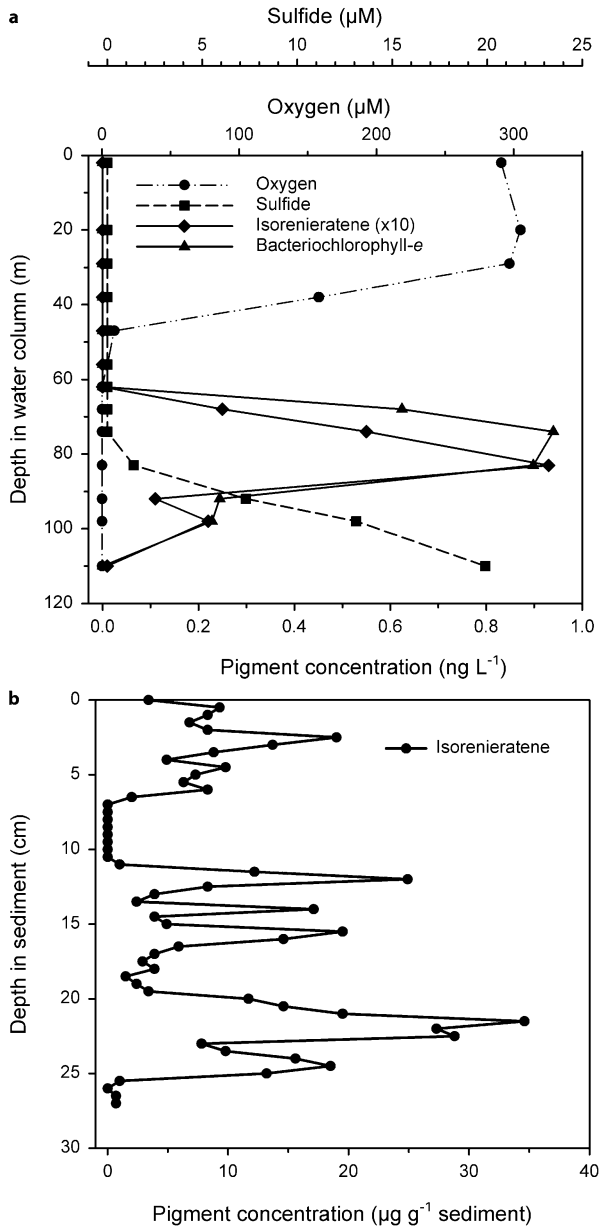 a
Sulfide (µM)
0 5 10 15 20 25
Oxygen (µM)
0 50 100 150 200 250 300
Oxygen
Sulfide
Isorenieratene (x10)
Bacteriochlorophyll-e
Depth in water column (m)
0
20
40
60
80
100
120
0.0 0.2 0.4 0.6 0.8 1.0
Pigment concentration (ng L⁻¹)
b
Isorenieratene
Depth in sediment (cm)
0
5
10
15
20
25
30
0 10 20 30 40
Pigment concentration (µg g⁻¹ sediment)